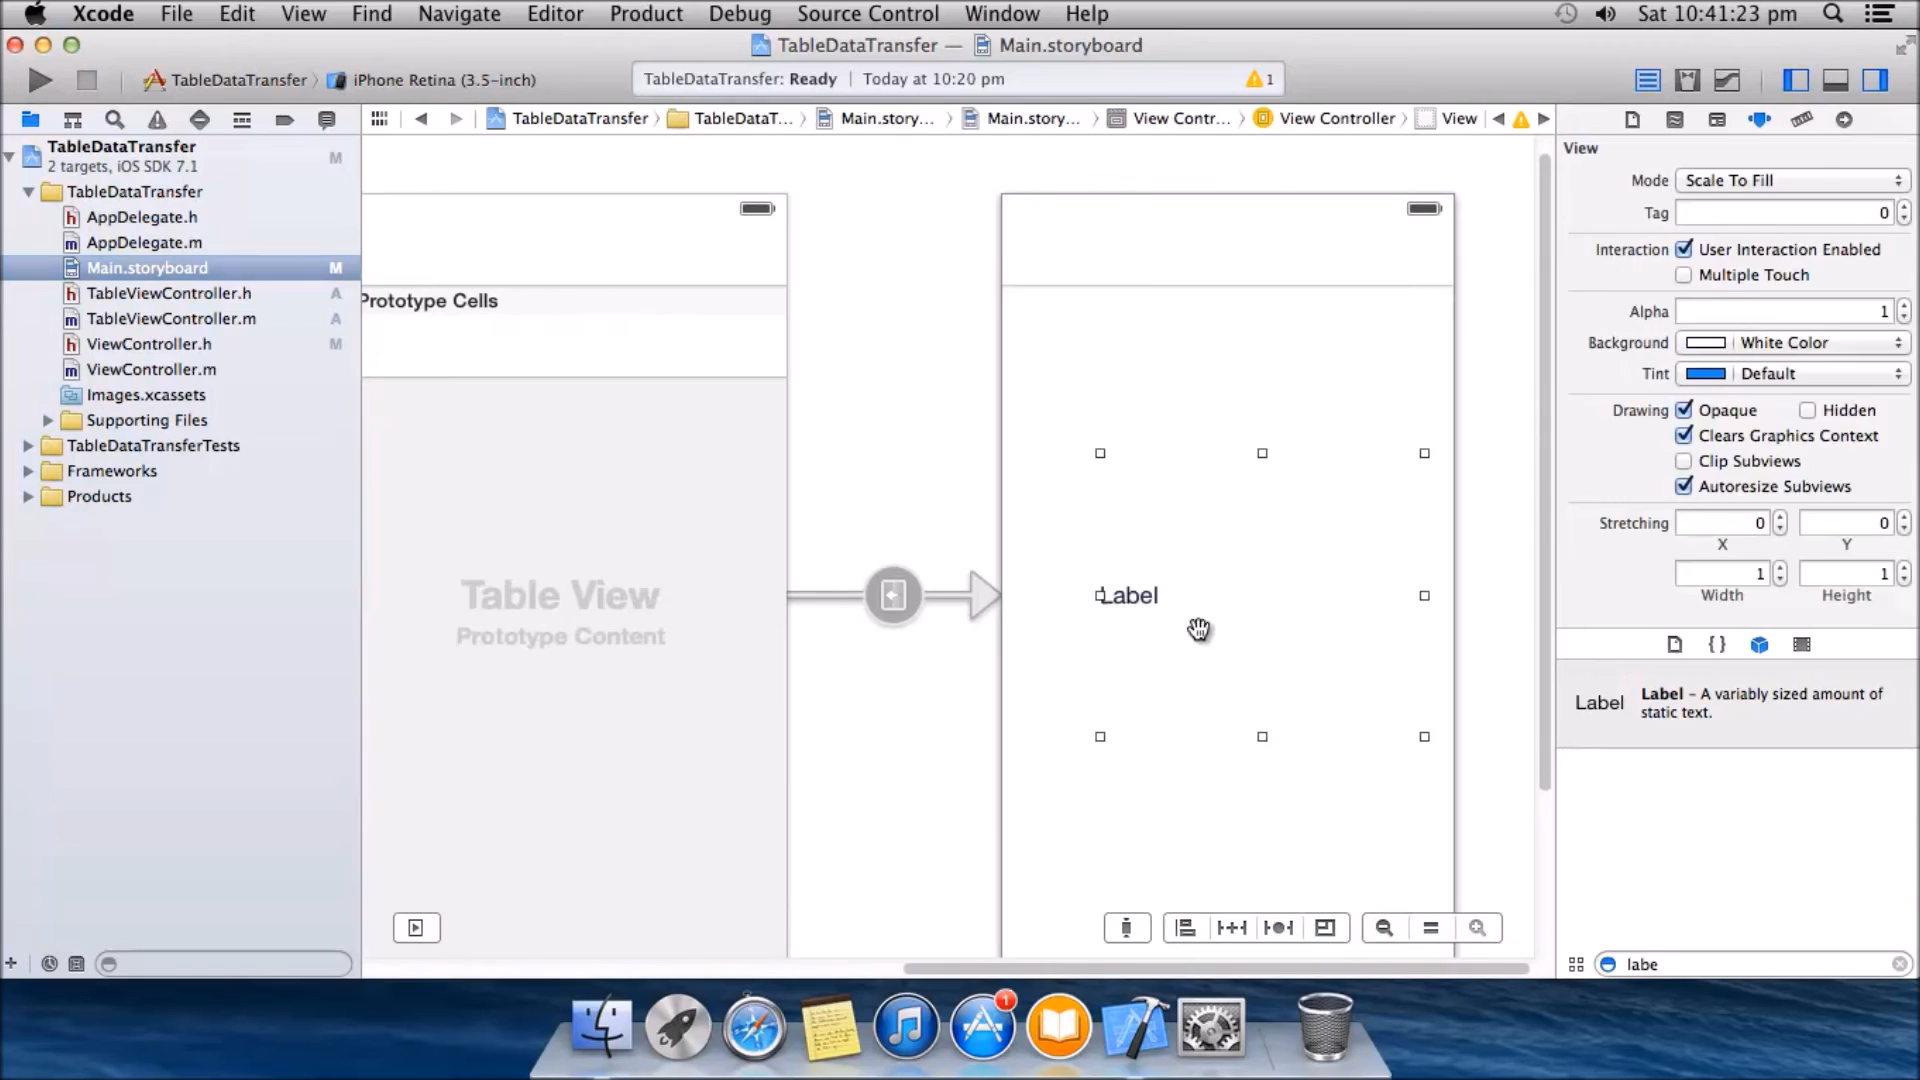 Xcode File Edit View Find Navigate Editor Product Debug Source Control Window Help Sat 10:41:23 pm
TableDataTransfer — Main.storyboard
TableDataTransfer iPhone Retina (3.5-inch) TableDataTransfer: Ready Today at 10:20 pm 1
TableDataTransfer TableDataT... Main.story... Main.story... View Contr... View Controller View
TableDataTransfer M
2 targets, iOS SDK 7.1
TableDataTransfer
h AppDelegate.h
m AppDelegate.m
Main.storyboard M
h TableViewController.h A
m TableViewController.m A
h ViewController.h M
m ViewController.m
Images.xcassets
Supporting Files
TableDataTransferTests
Frameworks
Products
Prototype Cells
Table View
Prototype Content
Label
View
Mode Scale To Fill
Tag 0
Interaction User Interaction Enabled
Multiple Touch
Alpha 1
Background White Color
Tint Default
Drawing Opaque Hidden
Clears Graphics Context
Clip Subviews
Autoresize Subviews
Stretching 0 0
X Y
1 1
Width Height
{ }
Label Label – A variably sized amount of
static text.
labe
1